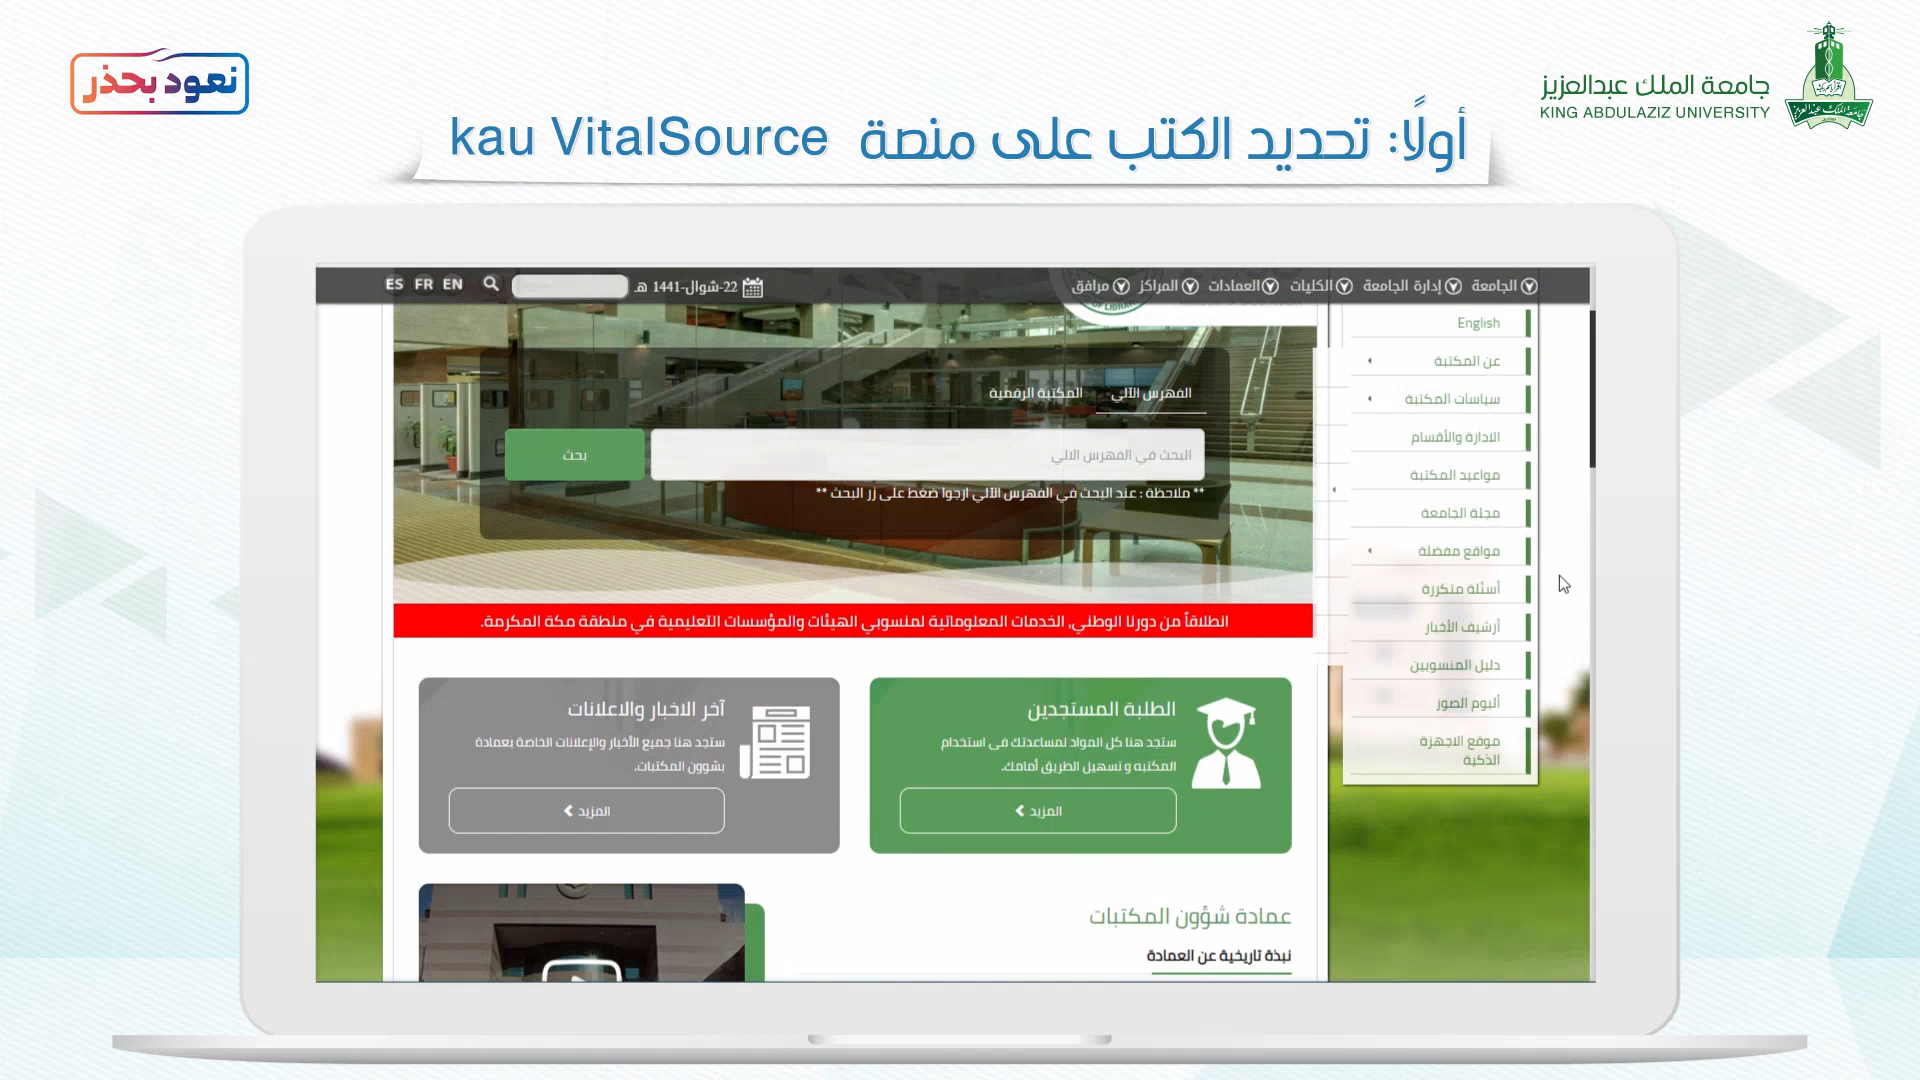 نعود بحذر
جامعة الملك عبدالعزيز
KING ABDULAZIZ UNIVERSITY
أولًا: تحديد الكتب على منصة kau VitalSource
الجامعة إدارة الجامعة الكليات العمادات المراكز مرافق
22-شوال-1441 هـ
EN FR ES
OF LIBRAR
English
عن المكتبة
سياسات المكتبة
الادارة والأقسام
مواعيد المكتبة
مجلة الجامعة
مواقع مفضلة
أسئلة متكررة
أرشيف الأخبار
دليل المنسوبين
ألبوم الصور
موقع الاجهزة
الذكية
الفهرس الآلي المكتبة الرقمية
البحث في الفهرس الالي
بحث
** ملاحظة : عند البحث في الفهرس الآلي ارجوا ضغط على زر البحث **
انطلاقاً من دورنا الوطني, الخدمات المعلوماتية لمنسوبي الهيئات والمؤسسات التعليمية في منطقة مكة المكرمة.
الطلبة المستجدين
ستجد هنا كل المواد لمساعدتك فى استخدام
المكتبه و تسهيل الطريق أمامك.
المزيد
آخر الاخبار والاعلانات
ستجد هنا جميع الأخبار والإعلانات الخاصة بعمادة
بشوون المكتبات.
المزيد
عمادة شؤون المكتبات
نبذة تاريخية عن العمادة